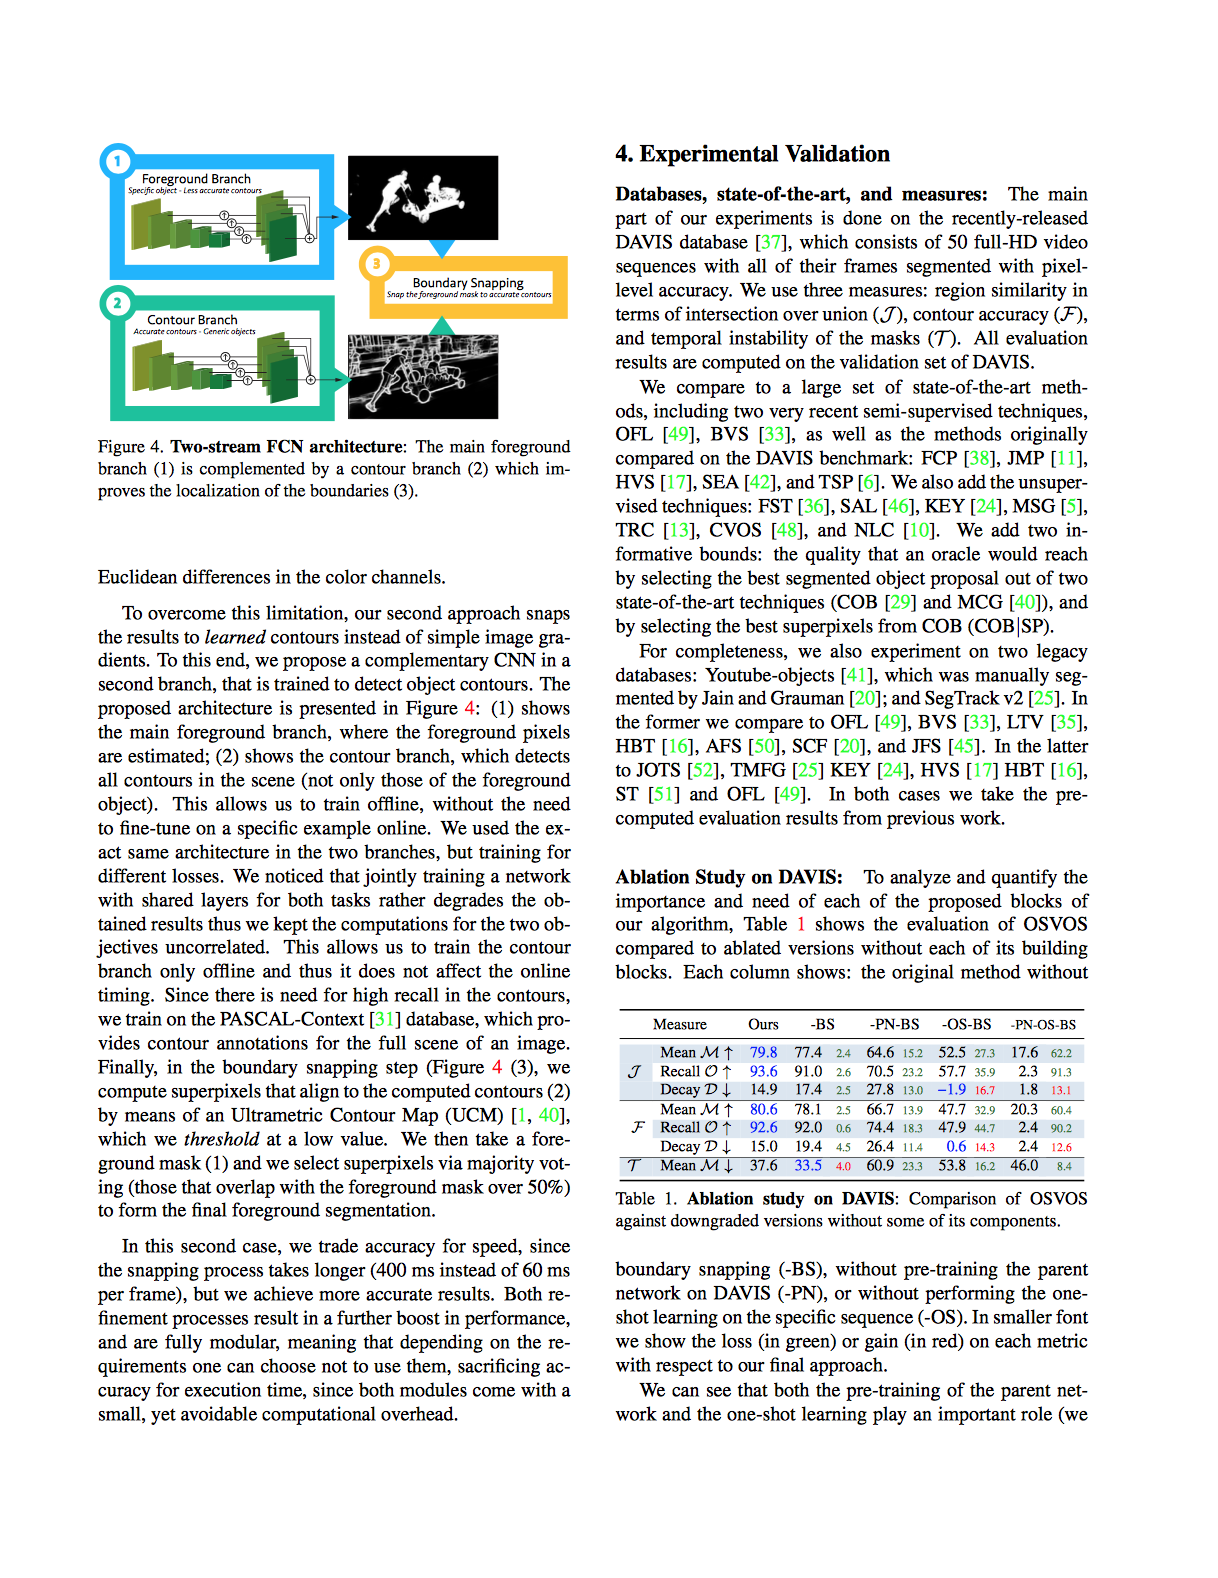 1
Foreground Branch
Specific object - Less accurate contours
3
Boundary Snapping
Snap the foreground mask to accurate contours
2
Contour Branch
Accurate contours - Generic objects
Figure 4. Two-stream FCN architecture: The main foreground
branch (1) is complemented by a contour branch (2) which im-
proves the localization of the boundaries (3).
Euclidean differences in the color channels.
To overcome this limitation, our second approach snaps
the results to learned contours instead of simple image gra-
dients. To this end, we propose a complementary CNN in a
second branch, that is trained to detect object contours. The
proposed architecture is presented in Figure 4: (1) shows
the main foreground branch, where the foreground pixels
are estimated; (2) shows the contour branch, which detects
all contours in the scene (not only those of the foreground
object). This allows us to train offline, without the need
to fine-tune on a specific example online. We used the ex-
act same architecture in the two branches, but training for
different losses. We noticed that jointly training a network
with shared layers for both tasks rather degrades the ob-
tained results thus we kept the computations for the two ob-
jectives uncorrelated. This allows us to train the contour
branch only offline and thus it does not affect the online
timing. Since there is need for high recall in the contours,
we train on the PASCAL-Context [31] database, which pro-
vides contour annotations for the full scene of an image.
Finally, in the boundary snapping step (Figure 4 (3), we
compute superpixels that align to the computed contours (2)
by means of an Ultrametric Contour Map (UCM) [1, 40],
which we threshold at a low value. We then take a fore-
ground mask (1) and we select superpixels via majority vot-
ing (those that overlap with the foreground mask over 50%)
to form the final foreground segmentation.
In this second case, we trade accuracy for speed, since
the snapping process takes longer (400 ms instead of 60 ms
per frame), but we achieve more accurate results. Both re-
finement processes result in a further boost in performance,
and are fully modular, meaning that depending on the re-
quirements one can choose not to use them, sacrificing ac-
curacy for execution time, since both modules come with a
small, yet avoidable computational overhead.
4. Experimental Validation
Databases, state-of-the-art, and measures: The main
part of our experiments is done on the recently-released
DAVIS database [37], which consists of 50 full-HD video
sequences with all of their frames segmented with pixel-
level accuracy. We use three measures: region similarity in
terms of intersection over union (𝒥), contour accuracy (ℱ),
and temporal instability of the masks (𝒯). All evaluation
results are computed on the validation set of DAVIS.
We compare to a large set of state-of-the-art meth-
ods, including two very recent semi-supervised techniques,
OFL [49], BVS [33], as well as the methods originally
compared on the DAVIS benchmark: FCP [38], JMP [11],
HVS [17], SEA [42], and TSP [6]. We also add the unsuper-
vised techniques: FST [36], SAL [46], KEY [24], MSG [5],
TRC [13], CVOS [48], and NLC [10]. We add two in-
formative bounds: the quality that an oracle would reach
by selecting the best segmented object proposal out of two
state-of-the-art techniques (COB [29] and MCG [40]), and
by selecting the best superpixels from COB (COB|SP).
For completeness, we also experiment on two legacy
databases: Youtube-objects [41], which was manually seg-
mented by Jain and Grauman [20]; and SegTrack v2 [25]. In
the former we compare to OFL [49], BVS [33], LTV [35],
HBT [16], AFS [50], SCF [20], and JFS [45]. In the latter
to JOTS [52], TMFG [25] KEY [24], HVS [17] HBT [16],
ST [51] and OFL [49]. In both cases we take the pre-
computed evaluation results from previous work.
Ablation Study on DAVIS: To analyze and quantify the
importance and need of each of the proposed blocks of
our algorithm, Table 1 shows the evaluation of OSVOS
compared to ablated versions without each of its building
blocks. Each column shows: the original method without
Measure Ours -BS -PN-BS -OS-BS -PN-OS-BS
Mean ℳ ↑ 79.8 77.4 2.4 64.6 15.2 52.5 27.3 17.6 62.2
𝒥 Recall 𝒪 ↑ 93.6 91.0 2.6 70.5 23.2 57.7 35.9 2.3 91.3
Decay 𝒟 ↓ 14.9 17.4 2.5 27.8 13.0 −1.9 16.7 1.8 13.1
Mean ℳ ↑ 80.6 78.1 2.5 66.7 13.9 47.7 32.9 20.3 60.4
ℱ Recall 𝒪 ↑ 92.6 92.0 0.6 74.4 18.3 47.9 44.7 2.4 90.2
Decay 𝒟 ↓ 15.0 19.4 4.5 26.4 11.4 0.6 14.3 2.4 12.6
𝒯 Mean ℳ ↓ 37.6 33.5 4.0 60.9 23.3 53.8 16.2 46.0 8.4
Table 1. Ablation study on DAVIS: Comparison of OSVOS
against downgraded versions without some of its components.
boundary snapping (-BS), without pre-training the parent
network on DAVIS (-PN), or without performing the one-
shot learning on the specific sequence (-OS). In smaller font
we show the loss (in green) or gain (in red) on each metric
with respect to our final approach.
We can see that both the pre-training of the parent net-
work and the one-shot learning play an important role (we